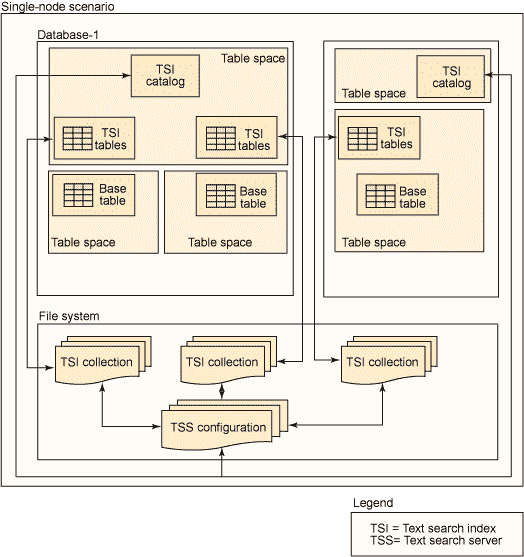 Single-node scenario
Database-1
TSI
catalog
Table space
TSI
tables
TSI
tables
Base
table
Table space
Base
table
Table space
TSI
catalog
Table space
TSI
tables
Base
table
Table space
File system
TSI collection
TSI collection
TSI collection
TSS configuration
Legend
TSI = Text search index
TSS= Text search server